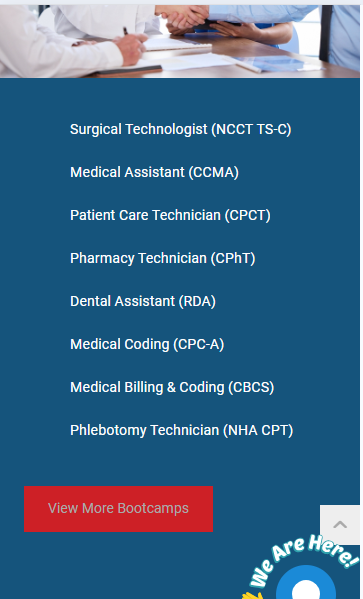 Surgical Technologist (NCCT TS-C)
Medical Assistant (CCMA)
Patient Care Technician (CPCT)
Pharmacy Technician (CPhT)
Dental Assistant (RDA)
Medical Coding (CPC-A)
Medical Billing & Coding (CBCS)
Phlebotomy Technician (NHA CPT)
View More Bootcamps
We Are Here!